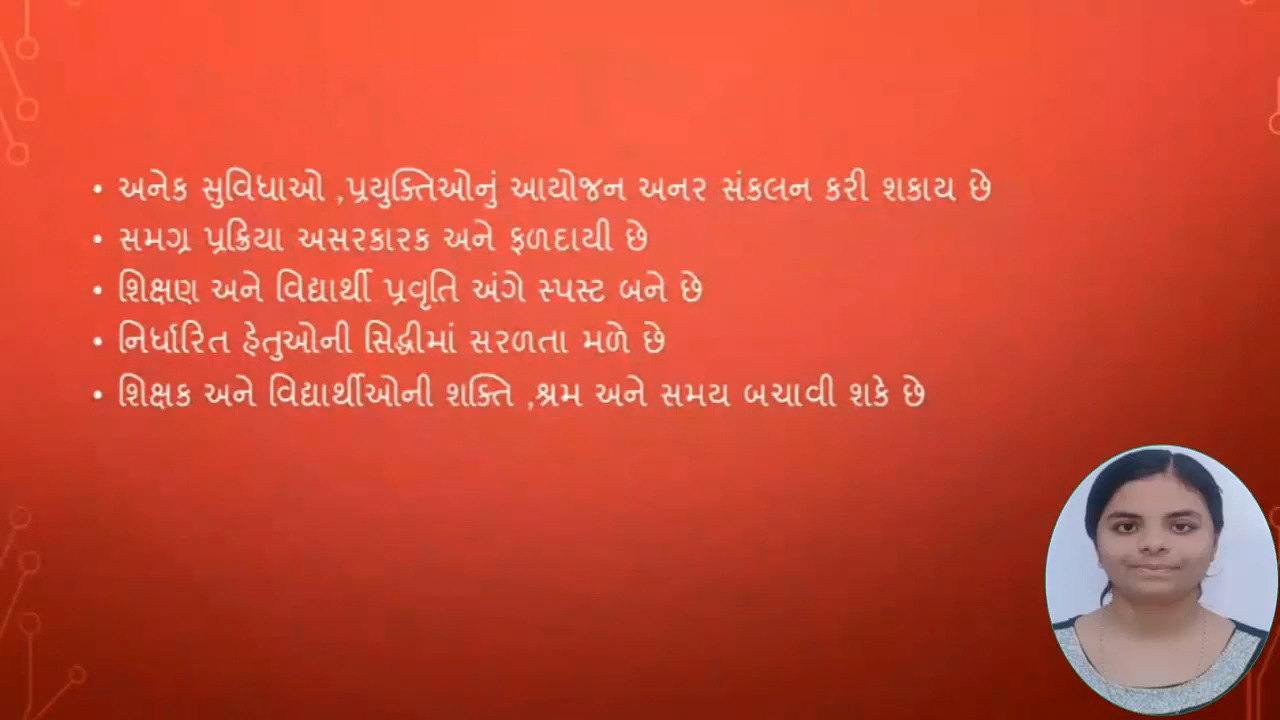 • અનેક સુવિધાઓ ,પ્રયુક્તિઓનું આયોજન અનર સંકલન કરી શકાય છે
• સમગ્ર પ્રક્રિયા અસરકારક અને ફળદાયી છે
• શિક્ષણ અને વિદ્યાર્થી પ્રવૃતિ અંગે સ્પસ્ટ બને છે
• નિર્ધારિત હેતુઓની સિદ્ધીમાં સરળતા મળે છે
• શિક્ષક અને વિદ્યાર્થીઓની શક્તિ ,શ્રમ અને સમય બચાવી શકે છે